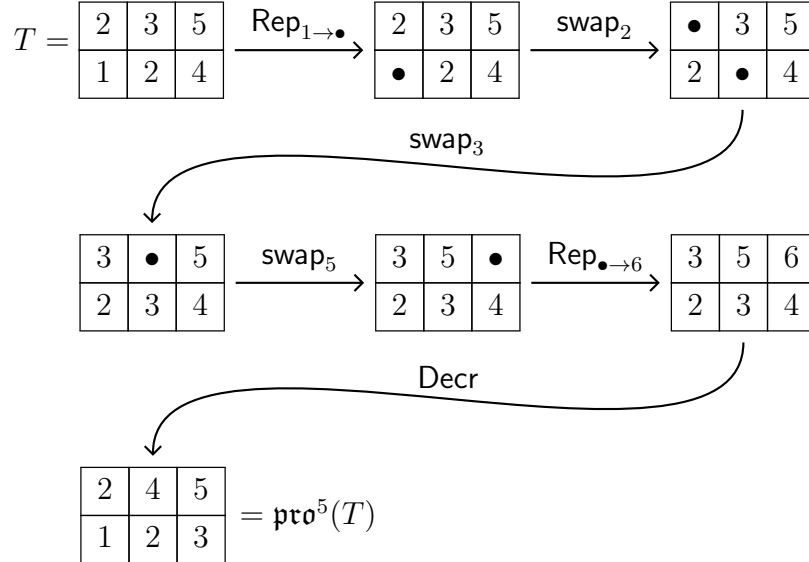 2 3 5 2 3 5 • 3 5
T = Rep₁→• swap₂
1 2 4 • 2 4 2 • 4
swap₃
3 • 5 3 5 • 3 5 6
swap₅ Rep•→₆
2 3 4 2 3 4 2 3 4
Decr
2 4 5
= 𝔭𝔯𝔬⁵(T)
1 2 3